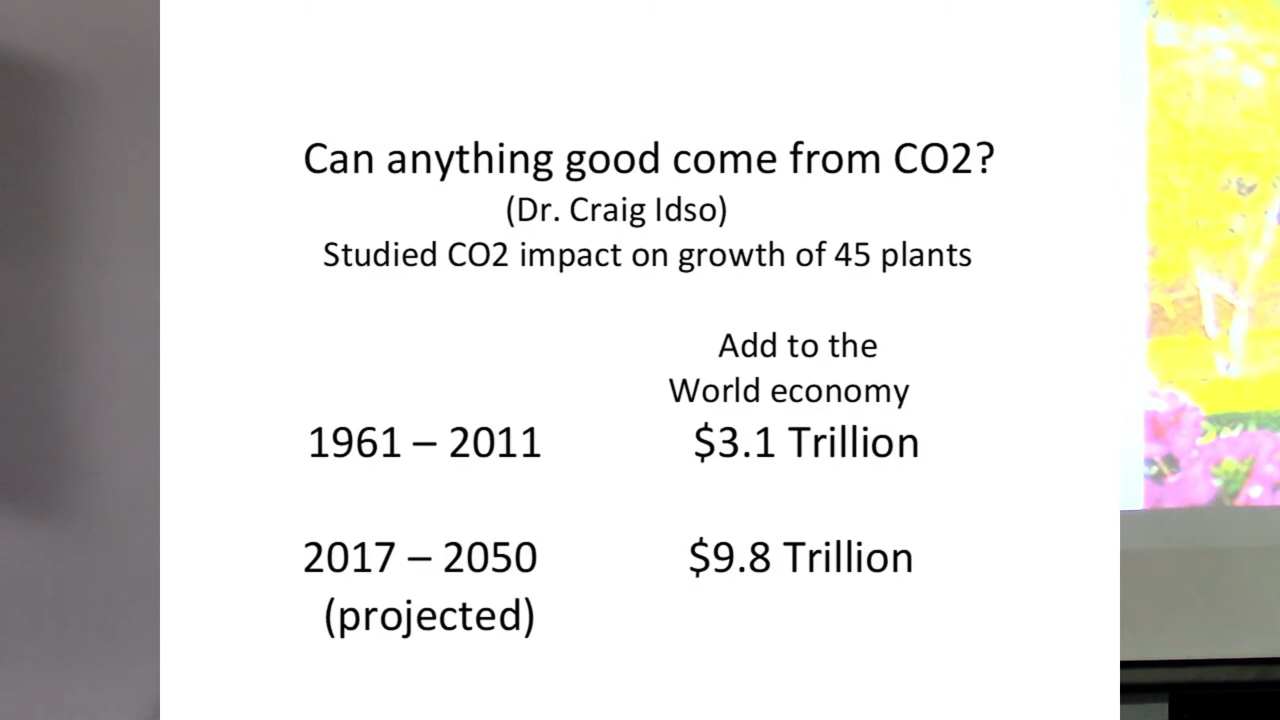 Can anything good come from CO2?
(Dr. Craig Idso)
Studied CO2 impact on growth of 45 plants
Add to the
World economy
1961 – 2011 $3.1 Trillion
2017 – 2050 $9.8 Trillion
(projected)